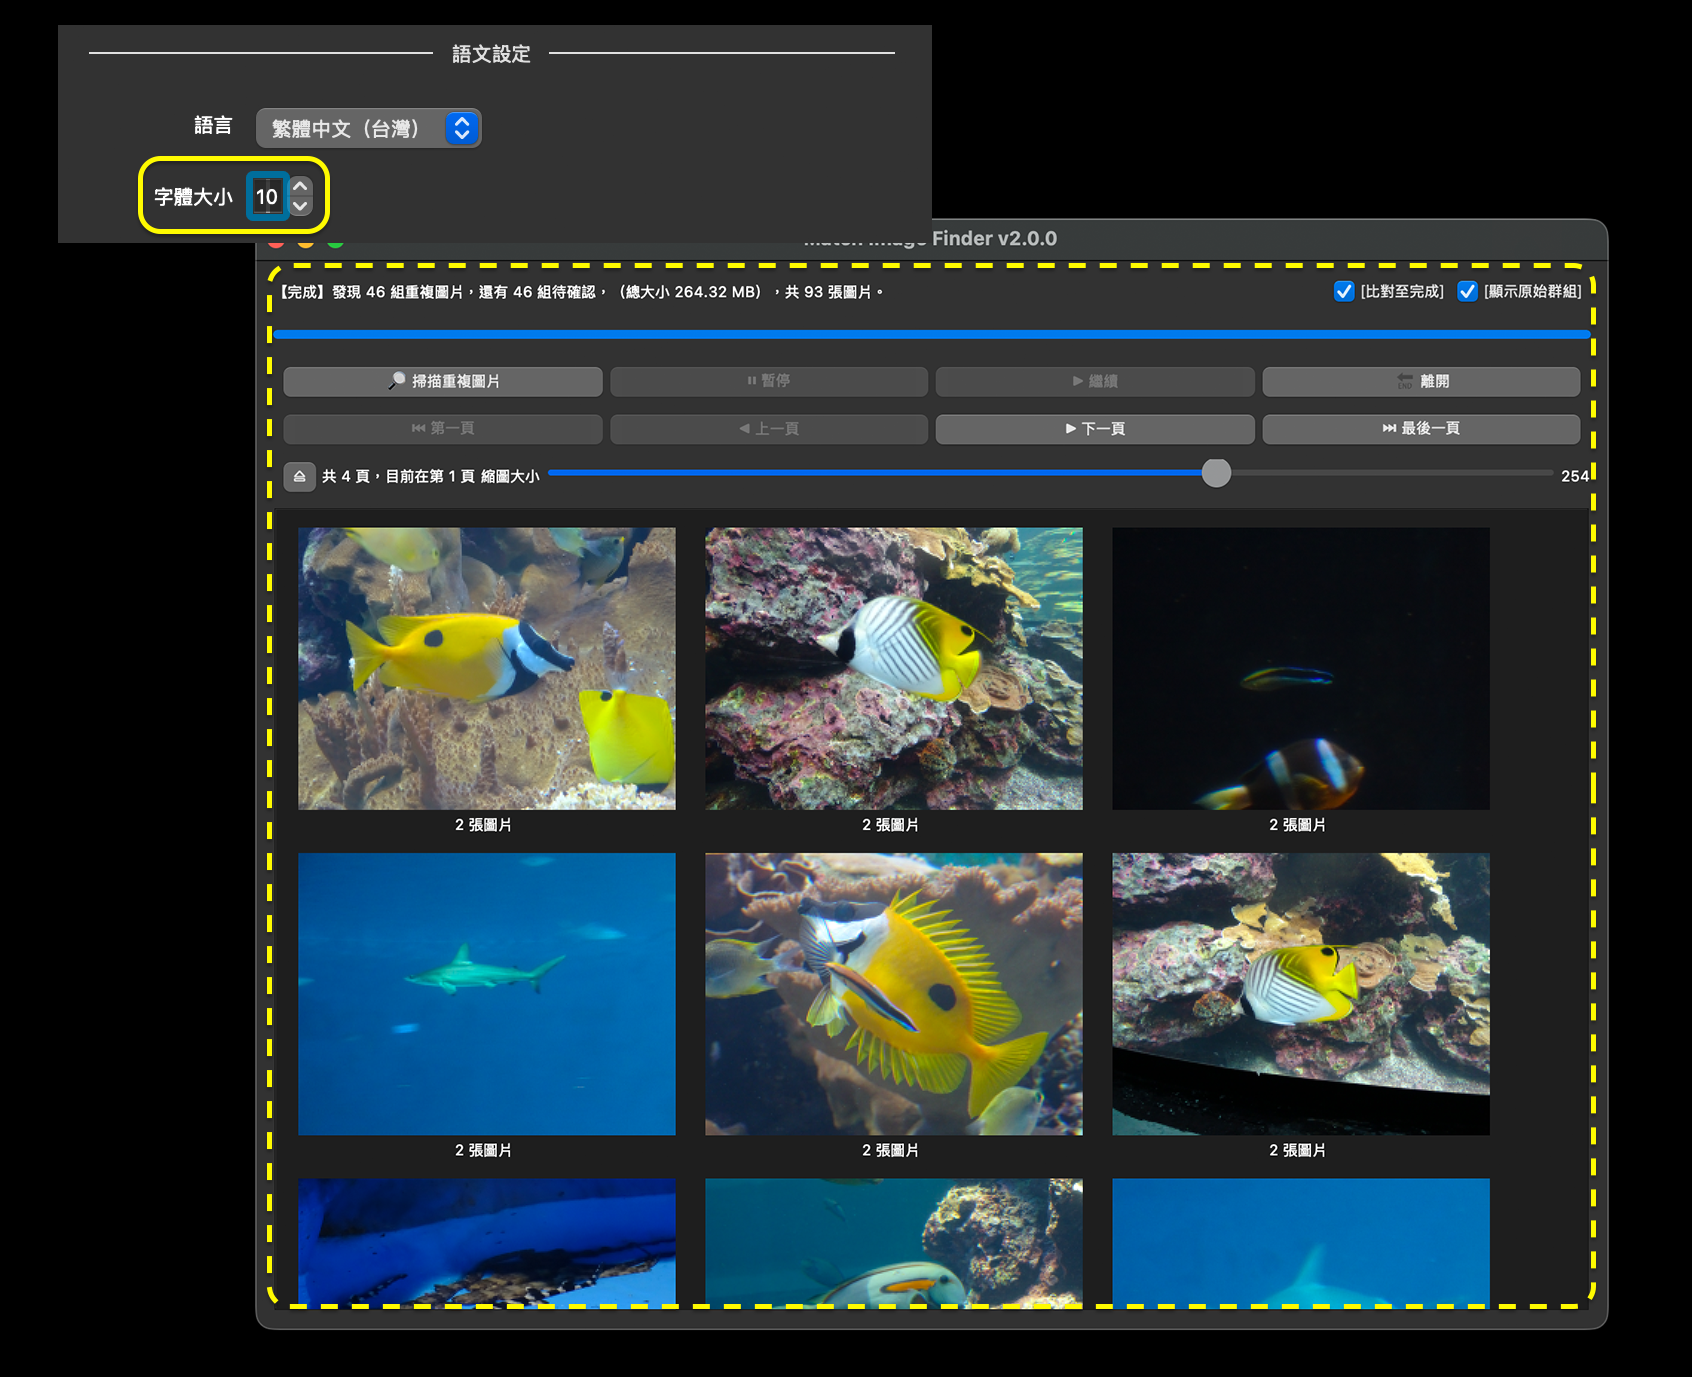 語文設定
語言 繁體中文（台灣）
字體大小 10
Finder v2.0.0
【完成】發現 46 組重複圖片，還有 46 組待確認，（總大小 264.32 MB），共 93 張圖片。 [比對至完成] [顯示原始群組]
掃描重複圖片 暫停 繼續 END 離開
第一頁 上一頁 下一頁 最後一頁
共 4 頁，目前在第 1 頁 縮圖大小 254
2 張圖片 2 張圖片 2 張圖片
2 張圖片 2 張圖片 2 張圖片